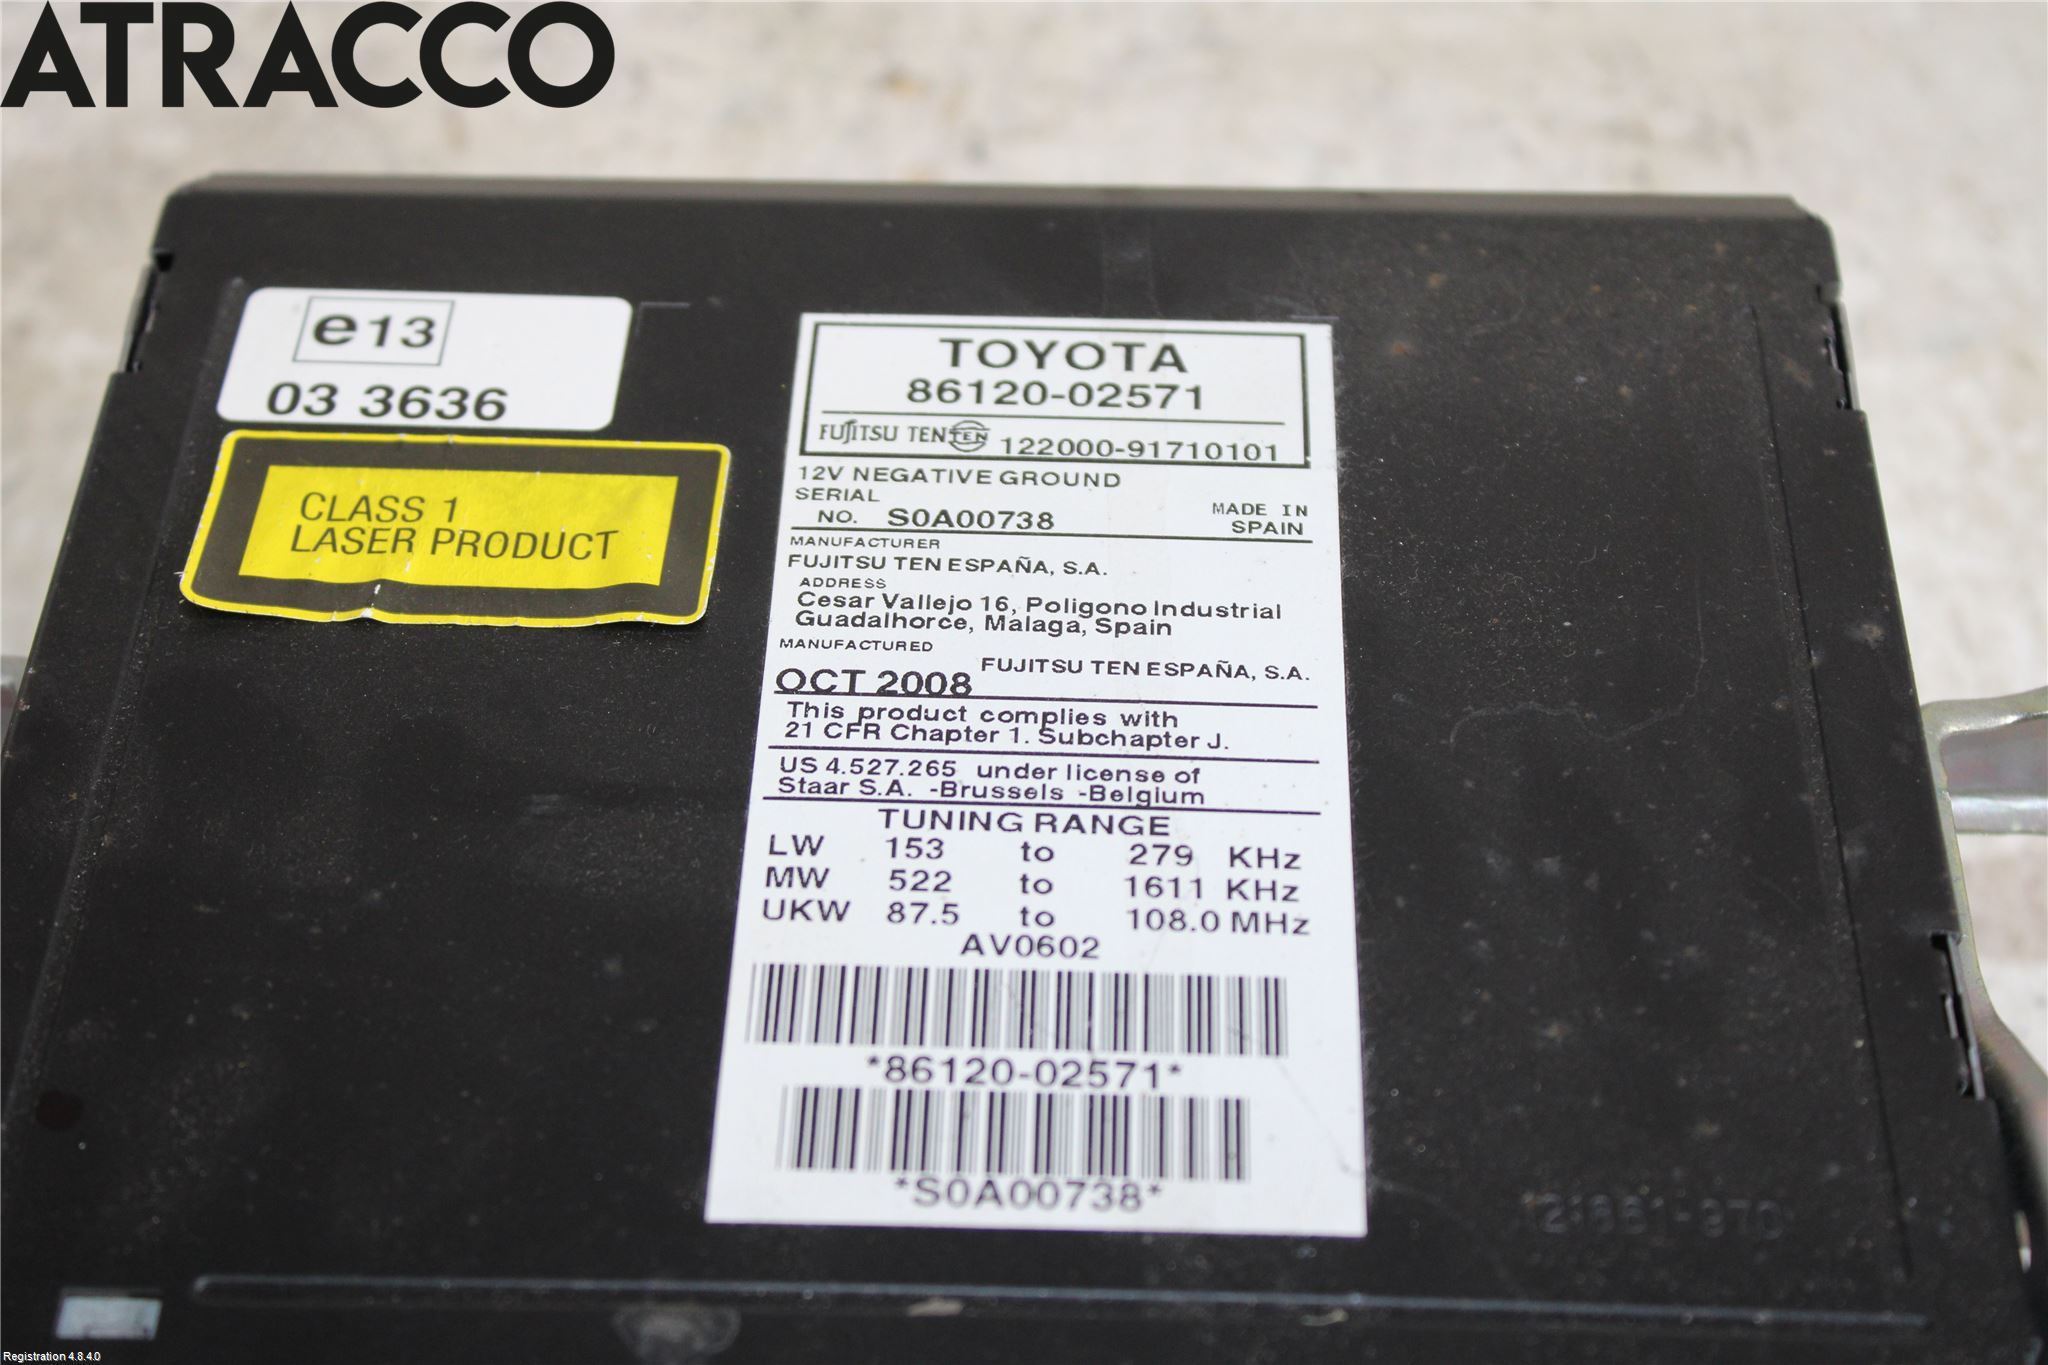 ATRACCO
e13
03 3636
CLASS 1
LASER PRODUCT
TOYOTA
86120-02571
FUJITSU TEN TEN 122000-91710101
12V NEGATIVE GROUND
SERIAL
NO. S0A00738
MADE IN
SPAIN
MANUFACTURER
FUJITSU TEN ESPAÑA, S.A.
ADDRESS
Cesar Vallejo 16, Poligono Industrial
Guadalhorce, Malaga, Spain
MANUFACTURED
FUJITSU TEN ESPAÑA, S.A.
OCT 2008
This product complies with
21 CFR Chapter 1. Subchapter J.
US 4.527.265 under license of
Staar S.A. -Brussels -Belgium
TUNING RANGE
LW 153 to 279 KHz
MW 522 to 1611 KHz
UKW 87.5 to 108.0 MHz
AV0602
*86120-02571*
*S0A00738*
Registration 4.8.4.0